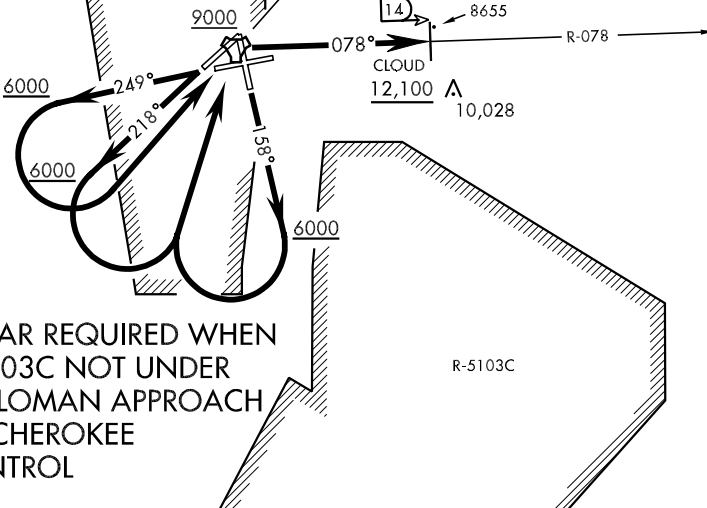 9000
14
8655
078°
R-078
CLOUD
12,100
10,028
6000
249°
218°
158°
6000
6000
AR REQUIRED WHEN
03C NOT UNDER
LOMAN APPROACH
CHEROKEE
NTROL
R-5103C